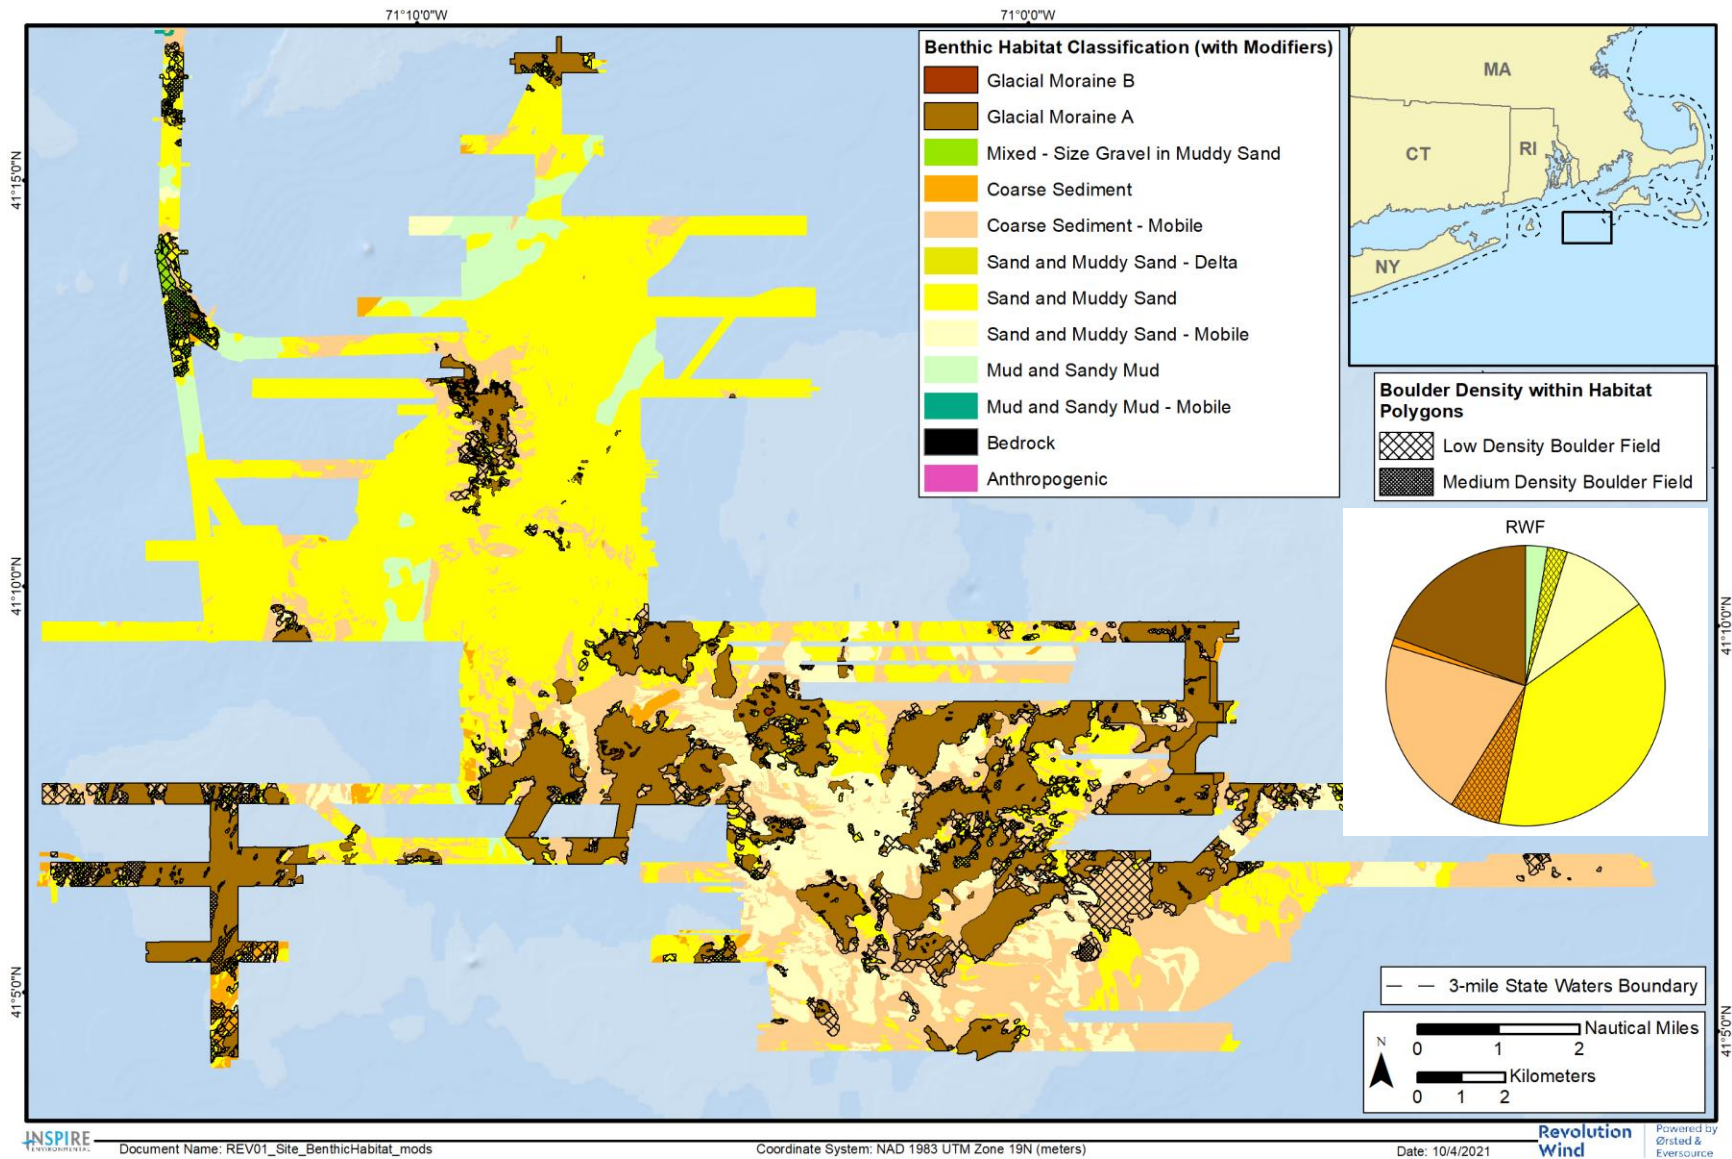 71°10'0"W
71°0'0"W
Benthic Habitat Classification (with Modifiers)
Glacial Moraine B
Glacial Moraine A
Mixed - Size Gravel in Muddy Sand
Coarse Sediment
Coarse Sediment - Mobile
Sand and Muddy Sand - Delta
Sand and Muddy Sand
Sand and Muddy Sand - Mobile
Mud and Sandy Mud
Mud and Sandy Mud - Mobile
Bedrock
Anthropogenic
MA
CT
RI
NY
Boulder Density within Habitat
Polygons
Low Density Boulder Field
Medium Density Boulder Field
RWF
41°15'0"N
41°10'0"N
41°5'0"N
41°10'0"N
41°5'0"N
3-mile State Waters Boundary
N
Nautical Miles
0 1 2
Kilometers
0 1 2
INSPIRE
ENVIRONMENTAL
Document Name: REV01_Site_BenthicHabitat_mods
Coordinate System: NAD 1983 UTM Zone 19N (meters)
Date: 10/4/2021
Revolution
Wind
Powered by
Ørsted &
Eversource